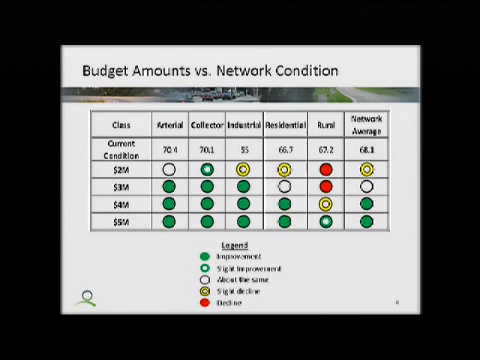 Budget Amounts vs. Network Condition
Class Arterial Collector Industrial Residential Rural Network Average
Current Condition 70.4 70.1 55 66.7 67.2 68.1
$2M
$3M
$4M
$5M
Legend
Improvement
Slight Improvement
About the same
Slight decline
Decline